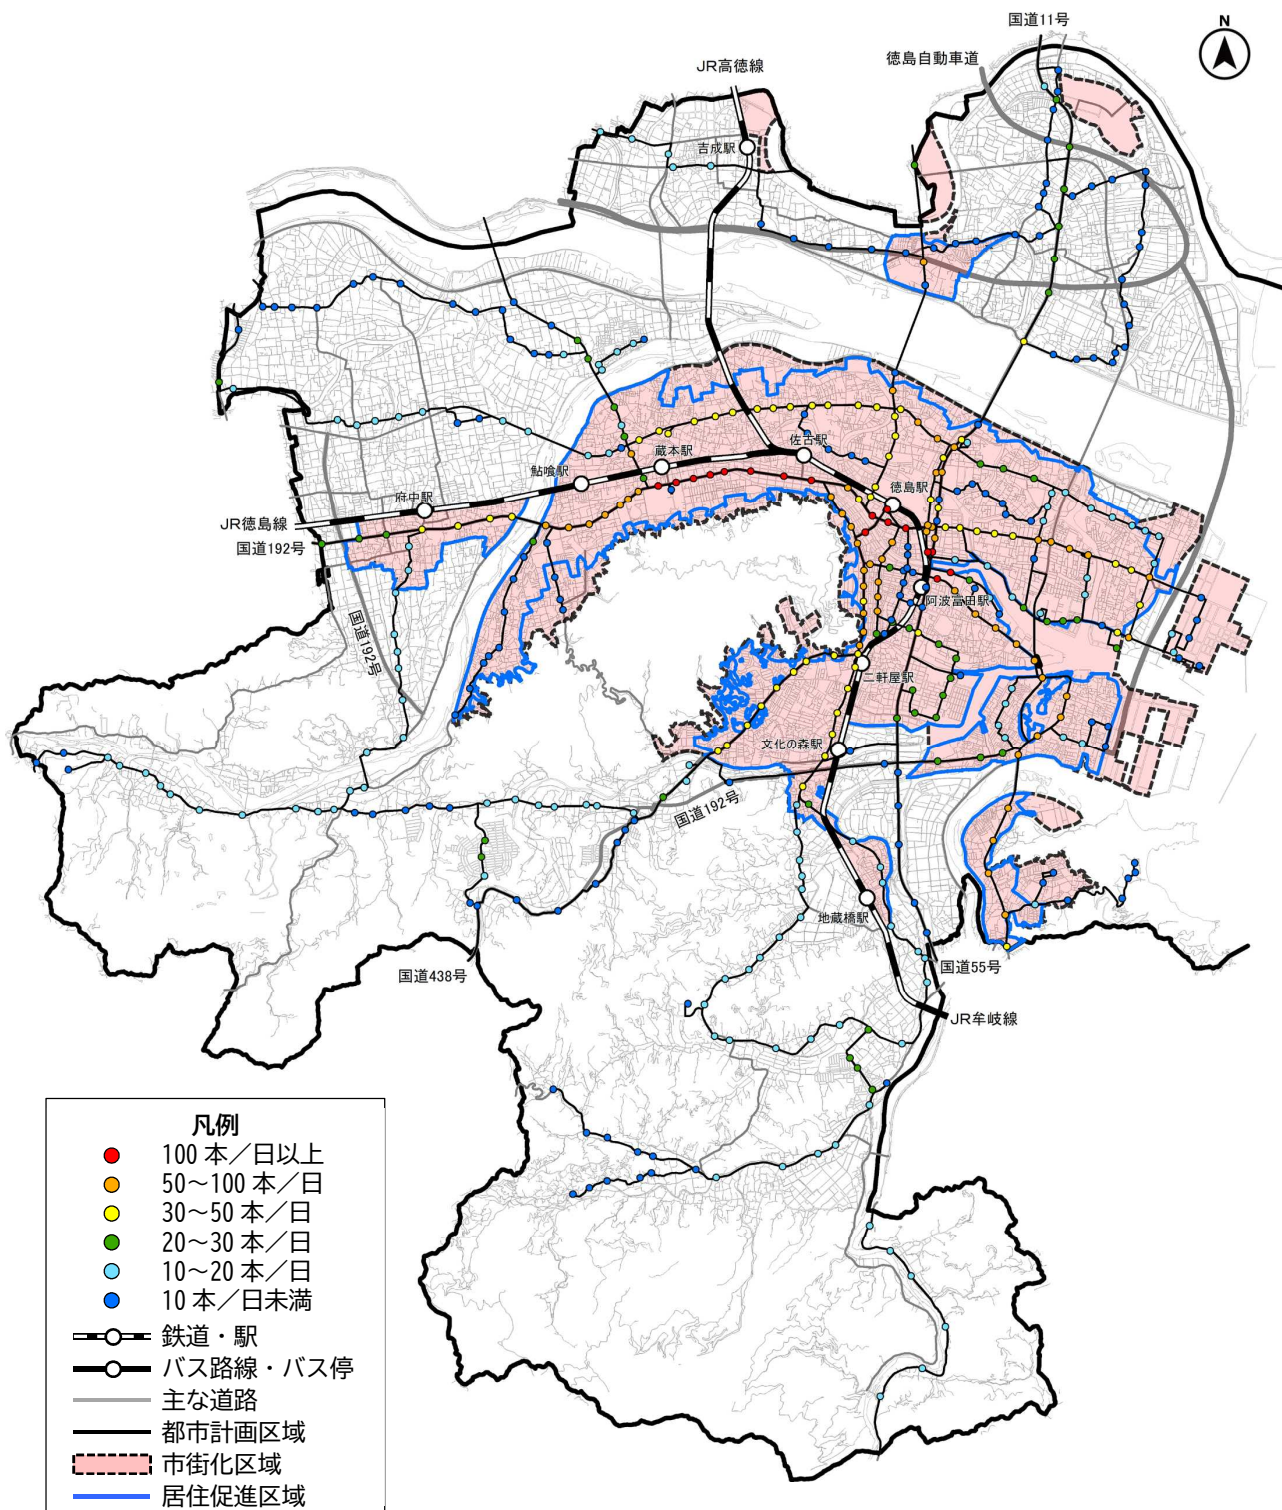 国道11号
N
徳島自動車道
JR高徳線
吉成駅
佐古駅
蔵本駅
鮎喰駅
徳島駅
府中駅
JR徳島線
国道192号
阿波富田駅
国道192号
二軒屋駅
文化の森駅
国道192号
地蔵橋駅
国道438号
国道55号
JR牟岐線
凡例
100 本／日以上
50～100 本／日
30～50 本／日
20～30 本／日
10～20 本／日
10 本／日未満
鉄道・駅
バス路線・バス停
主な道路
都市計画区域
市街化区域
居住促進区域